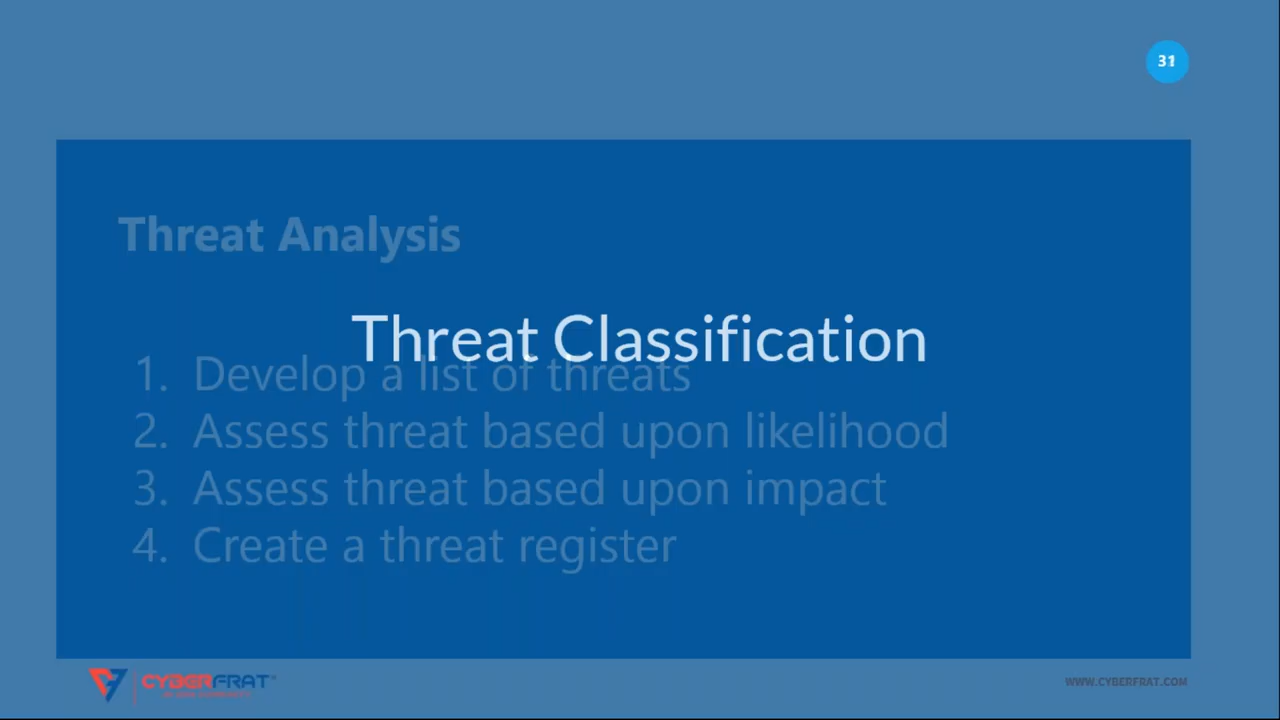 31
Threat Analysis
Threat Classification
1. Develop a list of threats
2. Assess threat based upon likelihood
3. Assess threat based upon impact
4. Create a threat register
CYBERFRAT
WWW.CYBERFRAT.COM